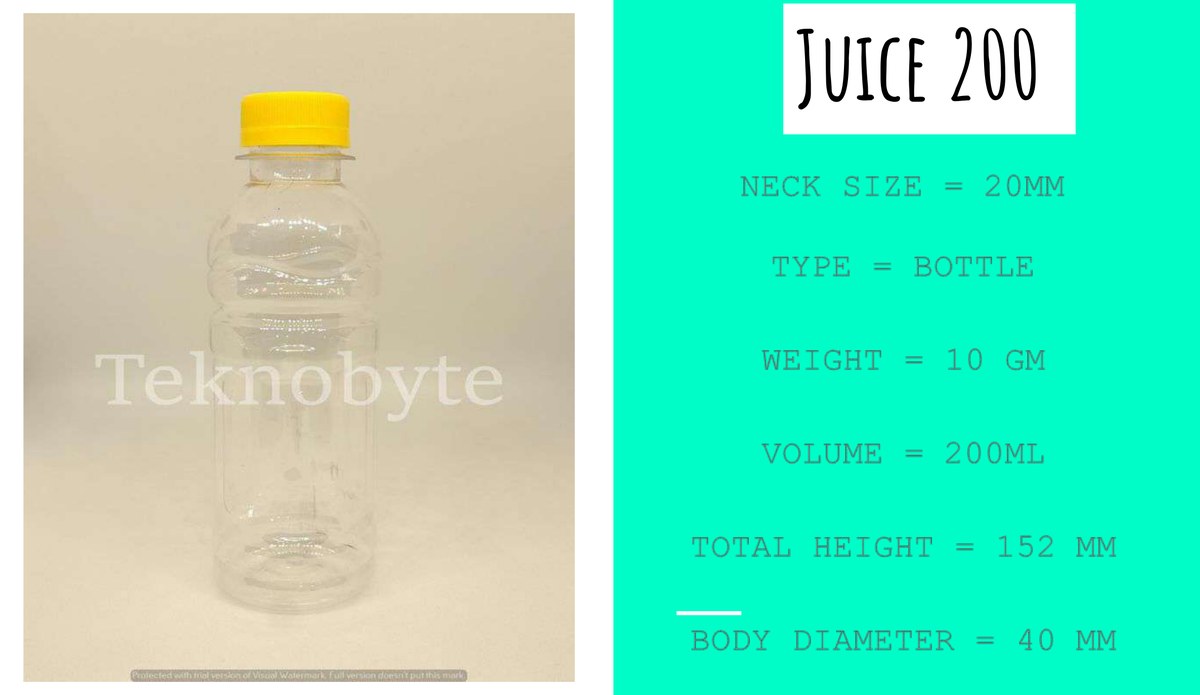 Teknobyte
Protected with trial version of Visual Watermark. Full version doesn't put this mark.
JUICE 200
NECK SIZE = 20MM
TYPE = BOTTLE
WEIGHT = 10 GM
VOLUME = 200ML
TOTAL HEIGHT = 152 MM
BODY DIAMETER = 40 MM